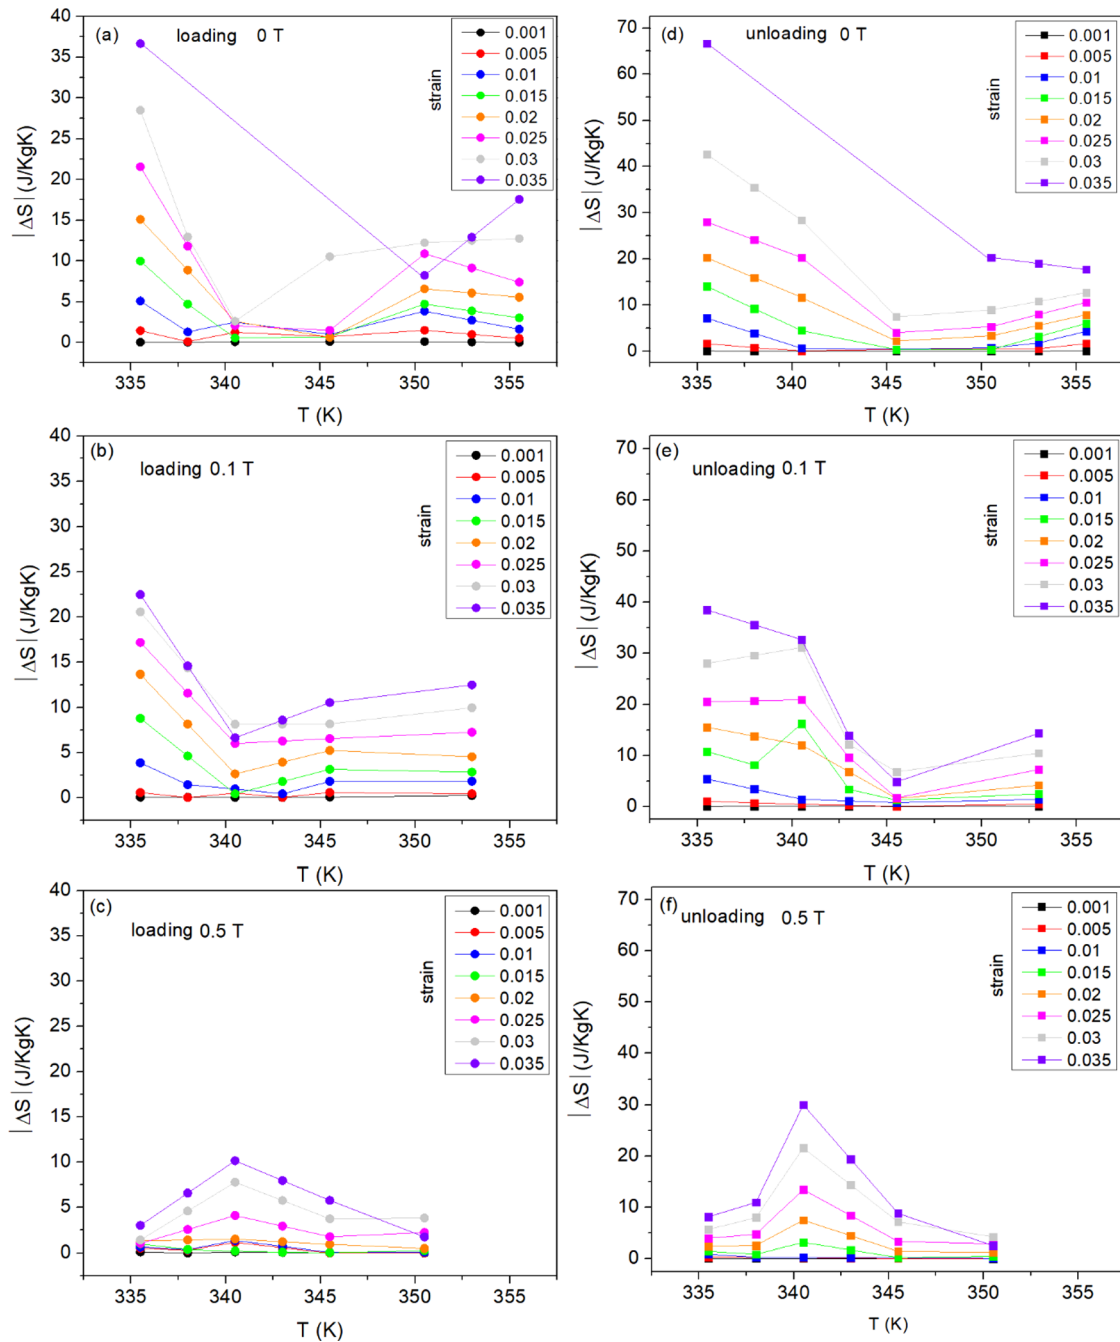 (a)
loading 0 T
strain
0.001
0.005
0.01
0.015
0.02
0.025
0.03
0.035
40
35
30
25
20
15
10
5
0
|ΔS| (J/KgK)
335 340 345 350 355
T (K)
(d)
unloading 0 T
strain
0.001
0.005
0.01
0.015
0.02
0.025
0.03
0.035
70
60
50
40
30
20
10
0
|ΔS| (J/KgK)
335 340 345 350 355
T (K)
(b)
loading 0.1 T
strain
0.001
0.005
0.01
0.015
0.02
0.025
0.03
0.035
40
35
30
25
20
15
10
5
0
|ΔS| (J/KgK)
335 340 345 350 355
T (K)
(e)
unloading 0.1 T
strain
0.001
0.005
0.01
0.015
0.02
0.025
0.03
0.035
70
60
50
40
30
20
10
0
|ΔS| (J/KgK)
335 340 345 350 355
T (K)
(c)
loading 0.5 T
strain
0.001
0.005
0.01
0.015
0.02
0.025
0.03
0.035
40
35
30
25
20
15
10
5
0
|ΔS| (J/KgK)
335 340 345 350 355
T (K)
(f)
unloading 0.5 T
strain
0.001
0.005
0.01
0.015
0.02
0.025
0.03
0.035
70
60
50
40
30
20
10
0
|ΔS| (J/KgK)
335 340 345 350 355
T (K)